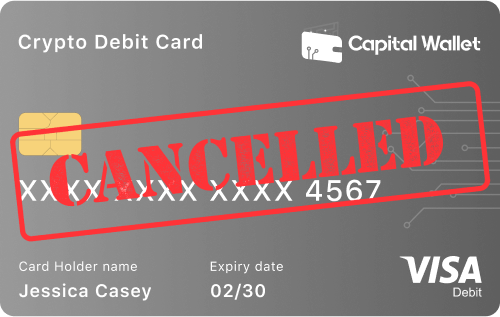 Crypto Debit Card
Capital Wallet
CANCELLED
XXXX XXXX XXXX 4567
Card Holder name
Expiry date
Jessica Casey
02/30
VISA
Debit